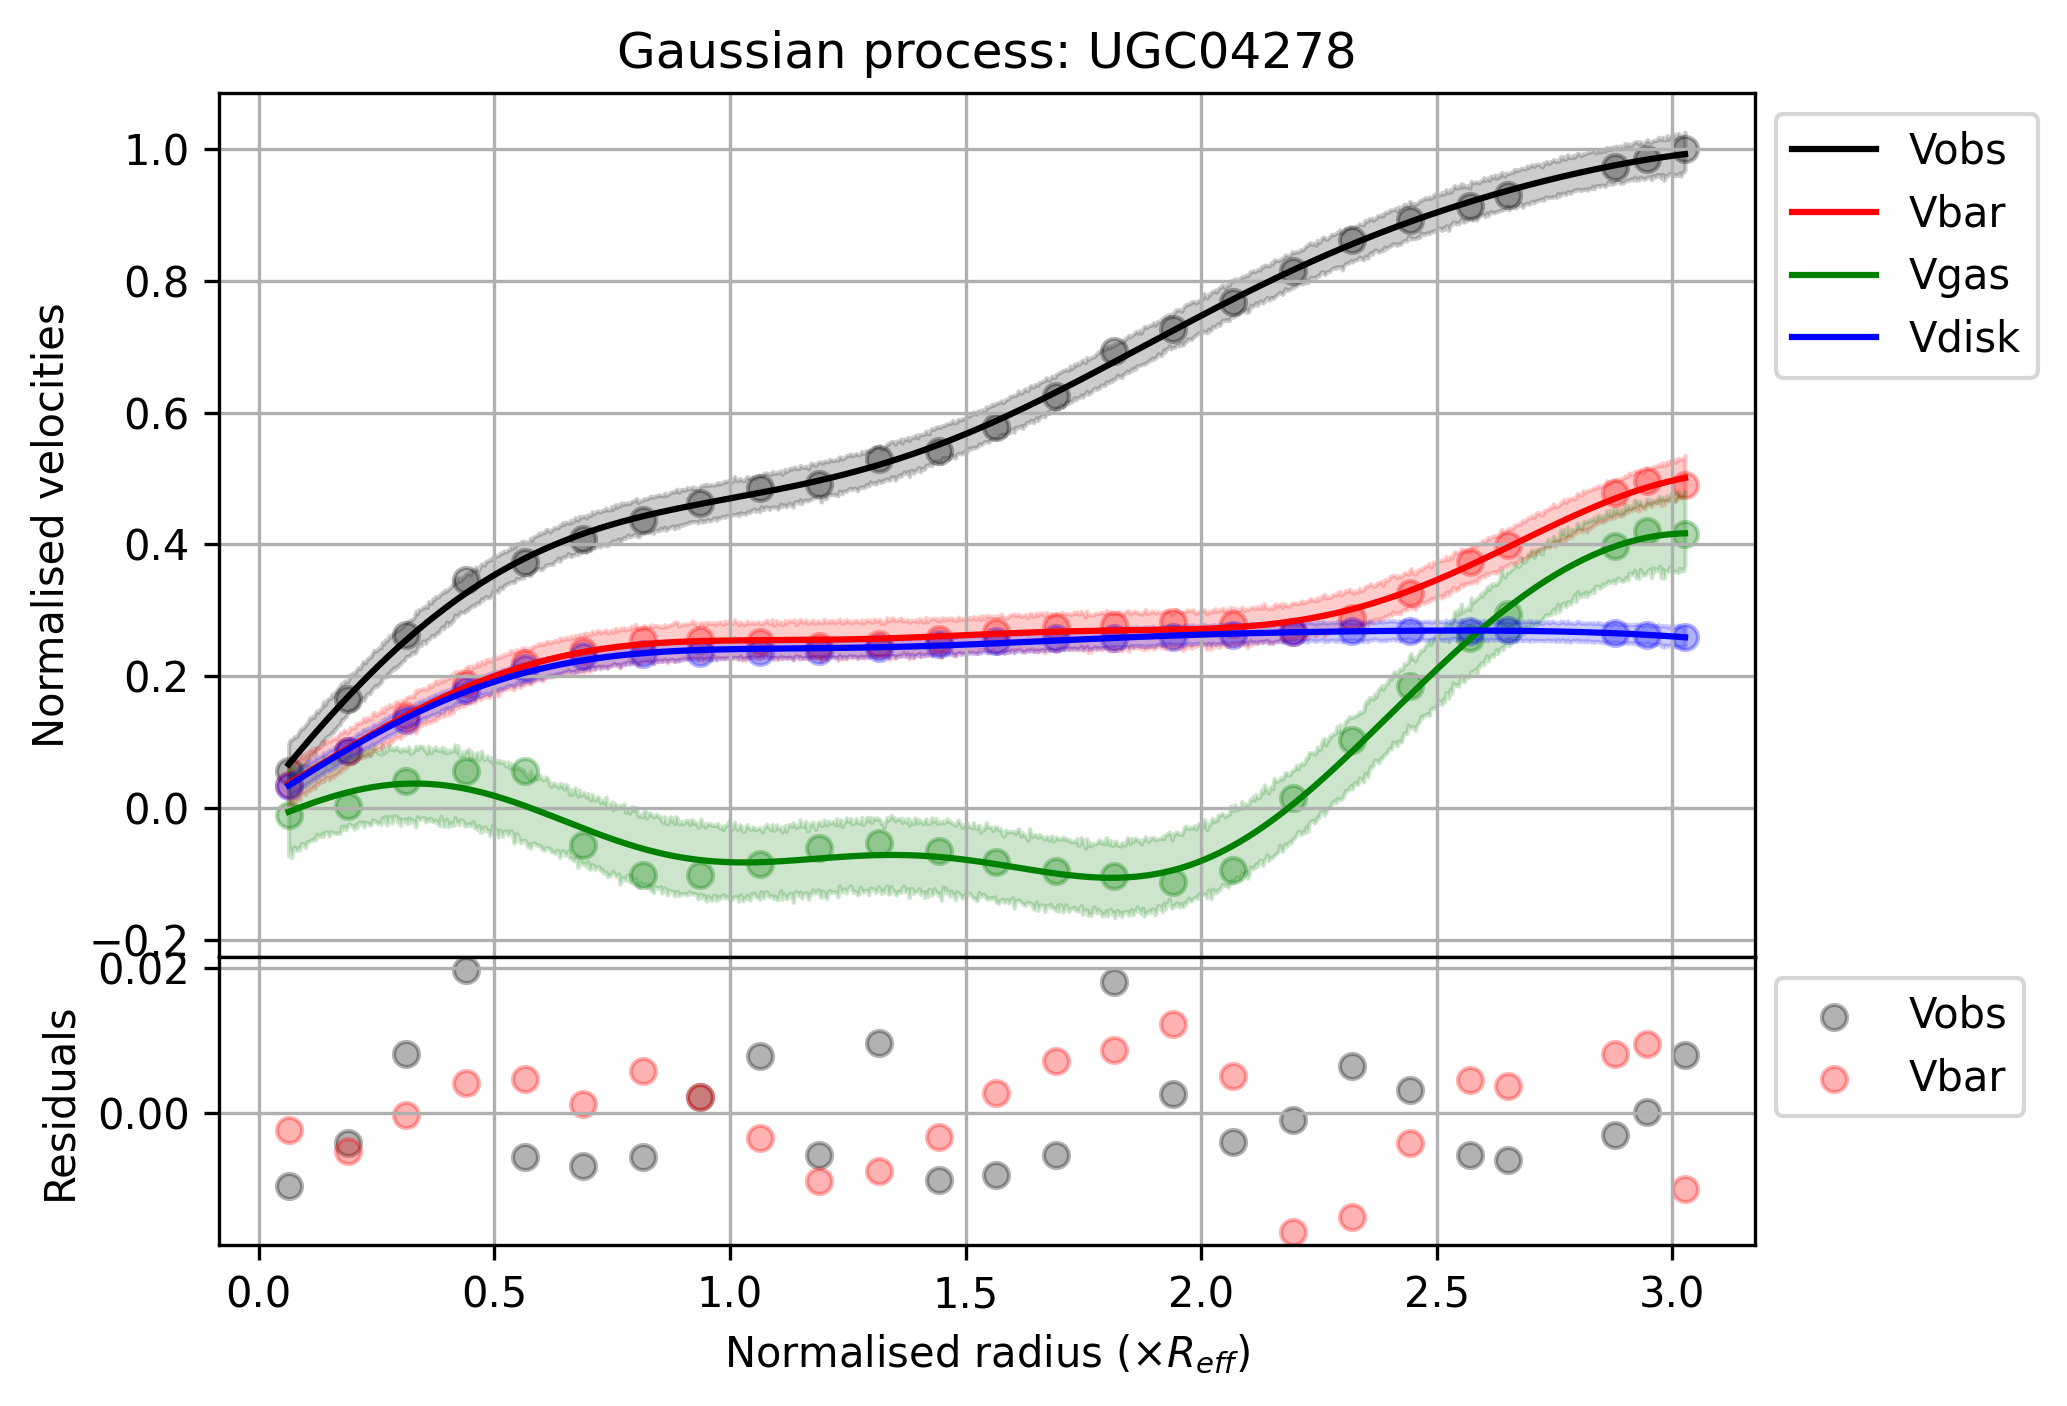 Gaussian process: UGC04278
Normalised velocities
1.0
0.8
0.6
0.4
0.2
0.0
−0.2
Vobs
Vbar
Vgas
Vdisk
Residuals
0.02
0.00
Vobs
Vbar
0.0 0.5 1.0 1.5 2.0 2.5 3.0
Normalised radius (×R_{eff})